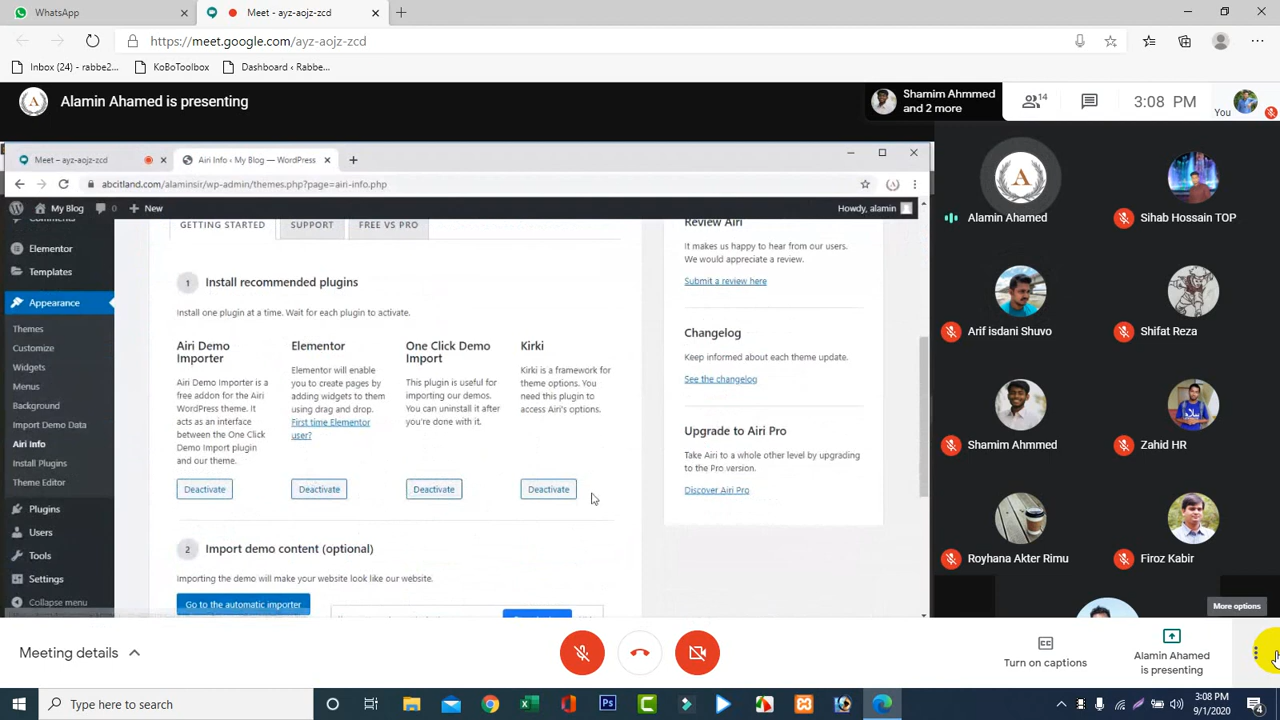 WhatsApp
Meet – ayz-aojz-zcd
https://meet.google.com/ayz-aojz-zcd
Inbox (24) - rabbe2...
KoBoToolbox
Dashboard ‹ Rabbe...
Alamin Ahamed is presenting
Shamim Ahmmed
and 2 more
14
3:08 PM
You
Meet – ayz-aojz-zcd
Airi Info ‹ My Blog — WordPress
abcitland.com/alaminsir/wp-admin/themes.php?page=airi-info.php
My Blog
0
New
Howdy, alamin
Comments
Elementor
Templates
Appearance
Themes
Customize
Widgets
Menus
Background
Import Demo Data
Airi Info
Install Plugins
Theme Editor
Plugins
Users
Tools
Settings
Collapse menu
GETTING STARTED
SUPPORT
FREE VS PRO
1
Install recommended plugins
Install one plugin at a time. Wait for each plugin to activate.
Airi Demo
Importer
Airi Demo Importer is a
free addon for the Airi
WordPress theme. It
acts as an interface
between the One Click
Demo Import plugin
and our theme.
Deactivate
Elementor
Elementor will enable
you to create pages by
adding widgets to them
using drag and drop.
First time Elementor
user?
Deactivate
One Click Demo
Import
This plugin is useful for
importing our demos.
You can uninstall it after
you're done with it.
Deactivate
Kirki
Kirki is a framework for
theme options. You
need this plugin to
access Airi's options.
Deactivate
2
Import demo content (optional)
Importing the demo will make your website look like our website.
Go to the automatic importer
Review Airi
It makes us happy to hear from our users.
We would appreciate a review.
Submit a review here
Changelog
Keep informed about each theme update.
See the changelog
Upgrade to Airi Pro
Take Airi to a whole other level by upgrading
to the Pro version.
Discover Airi Pro
A
Alamin Ahamed
Sihab Hossain TOP
Arif isdani Shuvo
Shifat Reza
Shamim Ahmmed
Zahid HR
Royhana Akter Rimu
Firoz Kabir
More options
Meeting details
Turn on captions
Alamin Ahamed
is presenting
Type here to search
3:08 PM
9/1/2020
4